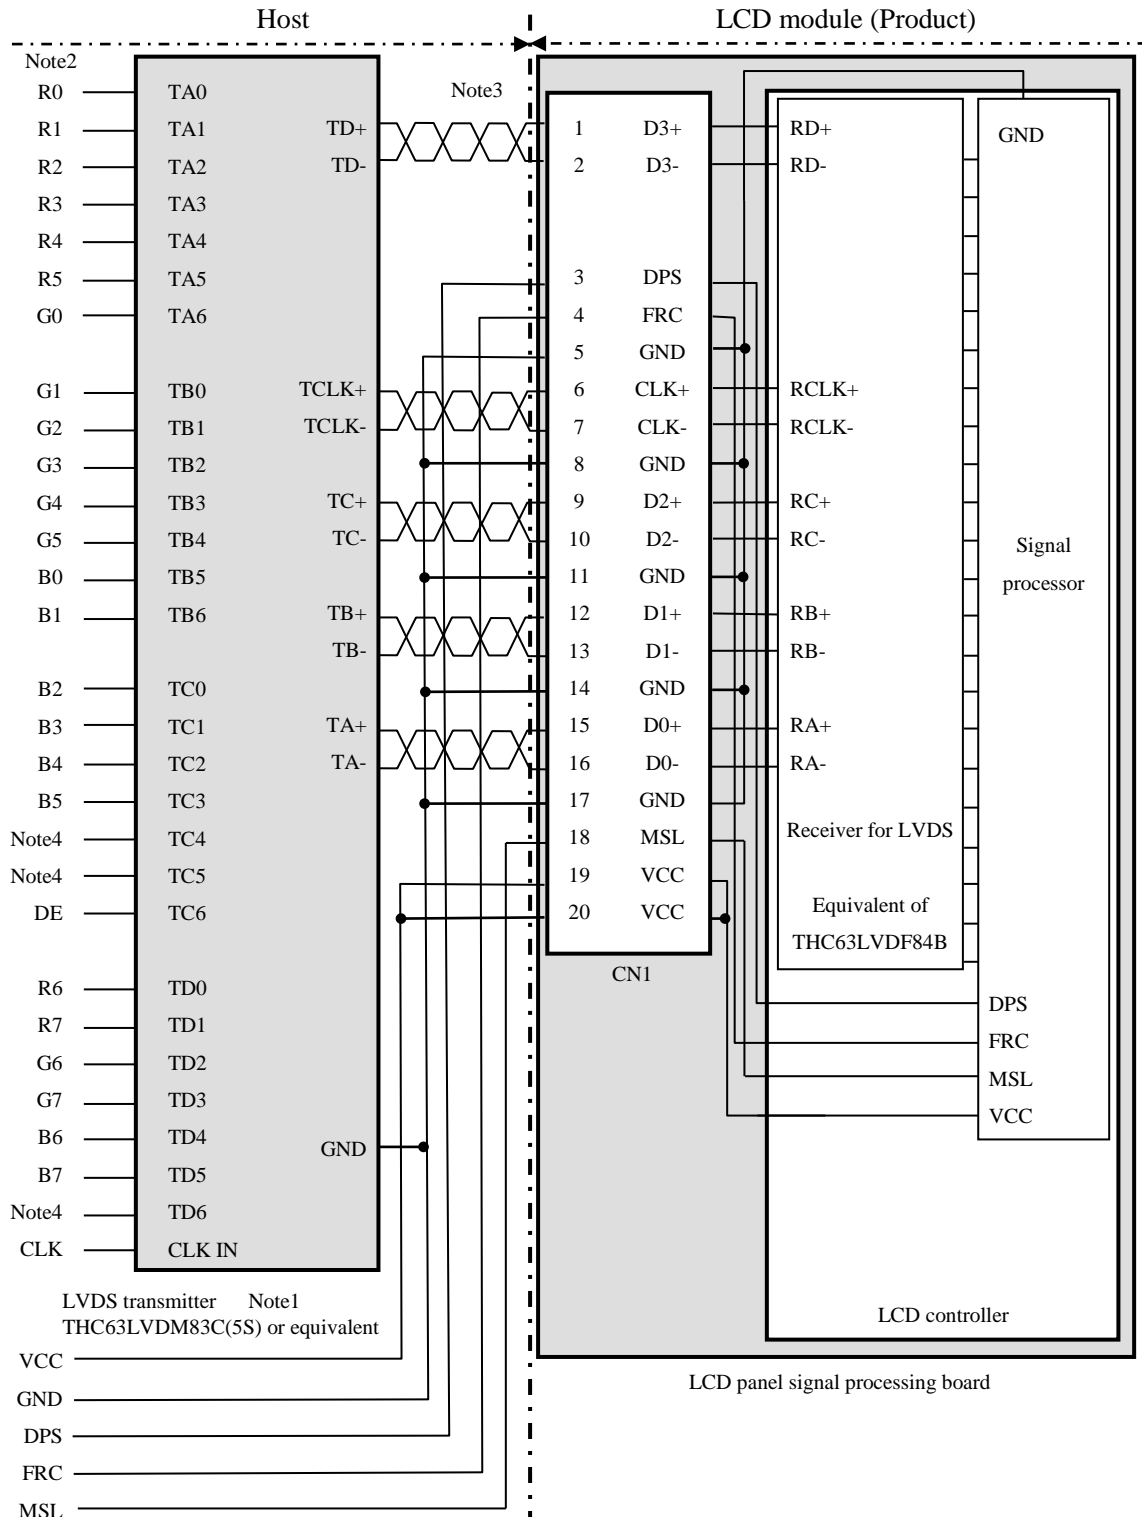 Host LCD module (Product)
Note2
R0 TA0 Note3
R1 TA1 TD+ 1 D3+ RD+ GND
R2 TA2 TD- 2 D3- RD-
R3 TA3
R4 TA4
R5 TA5 3 DPS
G0 TA6 4 FRC
5 GND
G1 TB0 TCLK+ 6 CLK+ RCLK+
G2 TB1 TCLK- 7 CLK- RCLK-
G3 TB2 8 GND
G4 TB3 TC+ 9 D2+ RC+
G5 TB4 TC- 10 D2- RC- Signal
B0 TB5 11 GND processor
B1 TB6 TB+ 12 D1+ RB+
TB- 13 D1- RB-
B2 TC0 14 GND
B3 TC1 TA+ 15 D0+ RA+
B4 TC2 TA- 16 D0- RA-
B5 TC3 17 GND
Note4 TC4 18 MSL Receiver for LVDS
Note4 TC5 19 VCC
DE TC6 20 VCC Equivalent of
THC63LVDF84B
CN1
R6 TD0 DPS
R7 TD1 FRC
G6 TD2 MSL
G7 TD3 VCC
B6 TD4 GND
B7 TD5
Note4 TD6
CLK CLK IN
LVDS transmitter Note1
THC63LVDM83C(5S) or equivalent
LCD controller
VCC
LCD panel signal processing board
GND
DPS
FRC
MSL